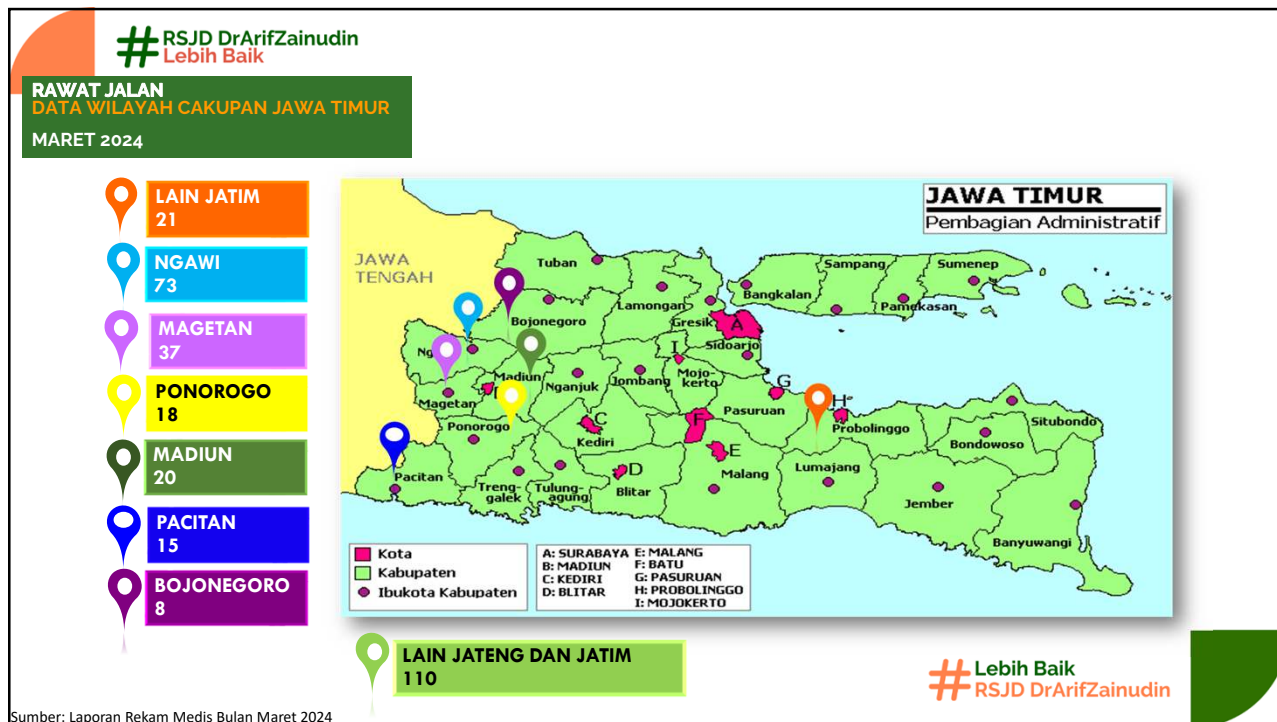 RSJD DrArifZainudin
Lebih Baik
RAWAT JALAN
DATA WILAYAH CAKUPAN JAWA TIMUR
MARET 2024
LAIN JATIM
21
NGAWI
73
MAGETAN
37
PONOROGO
18
MADIUN
20
PACITAN
15
BOJONEGORO
8
JAWA TIMUR
Pembagian Administratif
JAWA
TENGAH
Tuban
Lamongan
Bojonegoro
Gresik
A
Bangkalan
Sampang
Pamekasan
Sumenep
Sidoarjo
I
Mojo-
kerto
Madiun
Nganjuk
Jombang
Magetan
Ponorogo
C
Kediri
F
Pasuruan
G
H
Probolinggo
Situbondo
Bondowoso
E
Malang
Lumajang
Jember
Banyuwangi
Pacitan
Treng-
galek
Tulung-
agung
D
Blitar
Kota
Kabupaten
Ibukota Kabupaten
A: SURABAYA
B: MADIUN
C: KEDIRI
D: BLITAR
E: MALANG
F: BATU
G: PASURUAN
H: PROBOLINGGO
I: MOJOKERTO
LAIN JATENG DAN JATIM
110
Lebih Baik
RSJD DrArifZainudin
Sumber: Laporan Rekam Medis Bulan Maret 2024